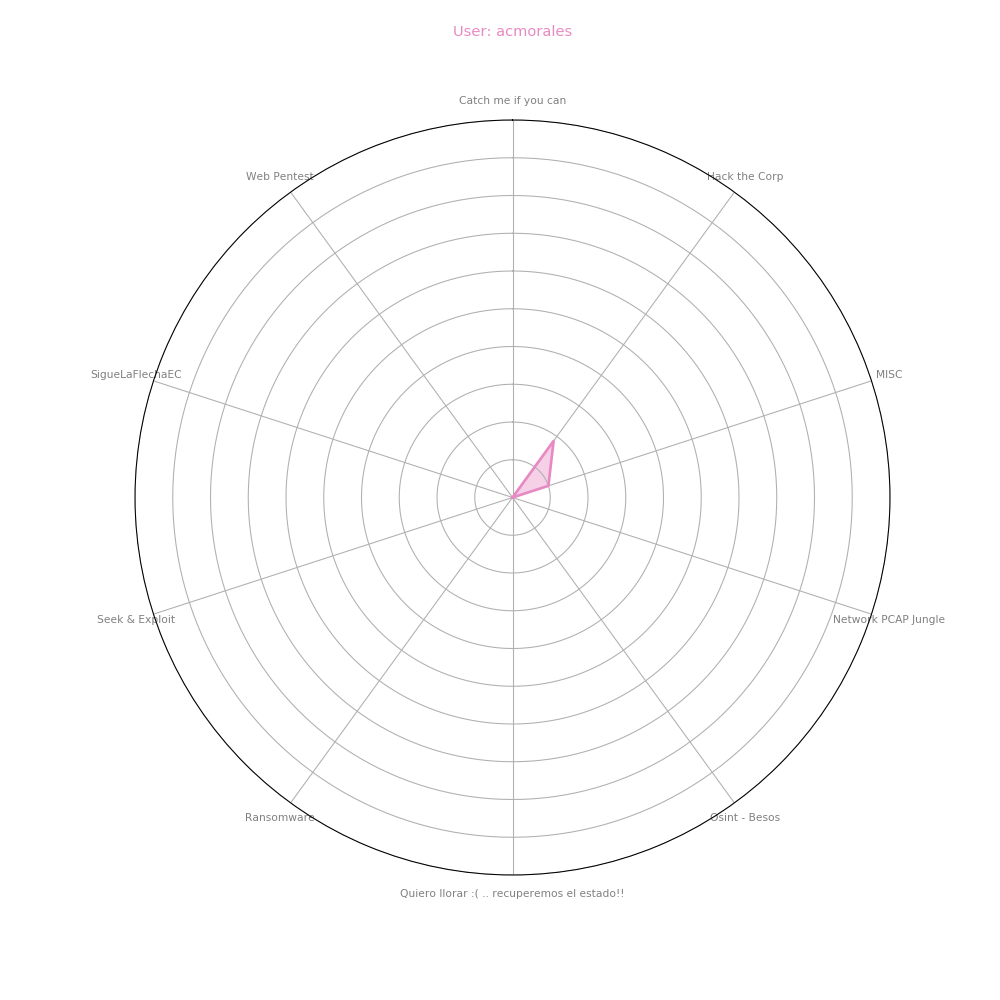 User: acmorales
Catch me if you can
Web Pentest
Hack the Corp
SigueLaFlechaEC
MISC
Seek & Exploit
Network PCAP Jungle
Ransomware
Osint - Besos
Quiero llorar :( .. recuperemos el estado!!